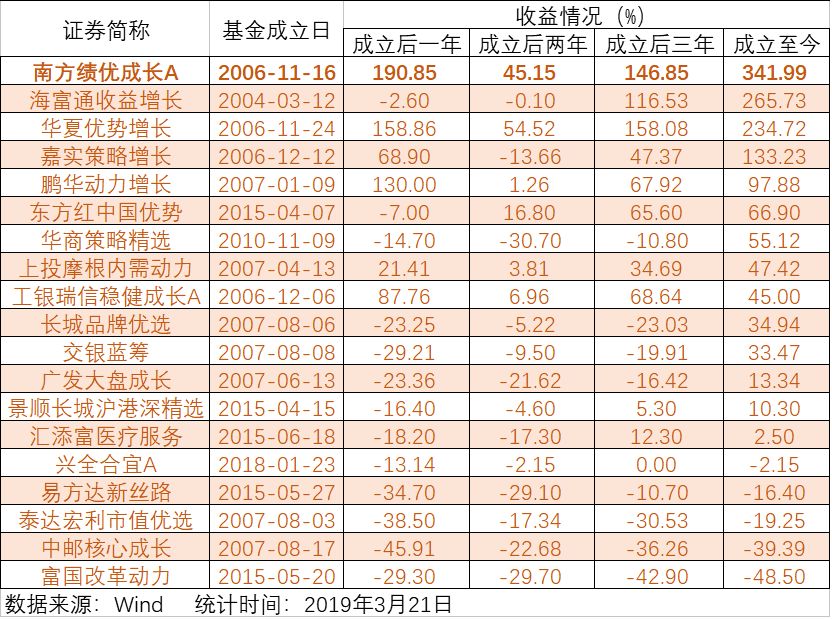 证券简称 基金成立日 收益情况（%）
成立后一年 成立后两年 成立后三年 成立至今
南方绩优成长A 2006-11-16 190.85 45.15 146.85 341.99
海富通收益增长 2004-03-12 -2.60 -0.10 116.53 265.73
华夏优势增长 2006-11-24 158.86 54.52 158.08 234.72
嘉实策略增长 2006-12-12 68.90 -13.66 47.37 133.23
鹏华动力增长 2007-01-09 130.00 1.26 67.92 97.88
东方红中国优势 2015-04-07 -7.00 16.80 65.60 66.90
华商策略精选 2010-11-09 -14.70 -30.70 -10.80 55.12
上投摩根内需动力 2007-04-13 21.41 3.81 34.69 47.42
工银瑞信稳健成长A 2006-12-06 87.76 6.96 68.64 45.00
长城品牌优选 2007-08-06 -23.25 -5.22 -23.03 34.94
交银蓝筹 2007-08-08 -29.21 -9.50 -19.91 33.47
广发大盘成长 2007-06-13 -23.36 -21.62 -16.42 13.34
景顺长城沪港深精选 2015-04-15 -16.40 -4.60 5.30 10.30
汇添富医疗服务 2015-06-18 -18.20 -17.30 12.30 2.50
兴全合宜A 2018-01-23 -13.14 -2.15 0.00 -2.15
易方达新丝路 2015-05-27 -34.70 -29.10 -10.70 -16.40
泰达宏利市值优选 2007-08-03 -38.50 -17.34 -30.53 -19.25
中邮核心成长 2007-08-17 -45.91 -22.68 -36.26 -39.39
富国改革动力 2015-05-20 -29.30 -29.70 -42.90 -48.50
数据来源：Wind 统计时间：2019年3月21日